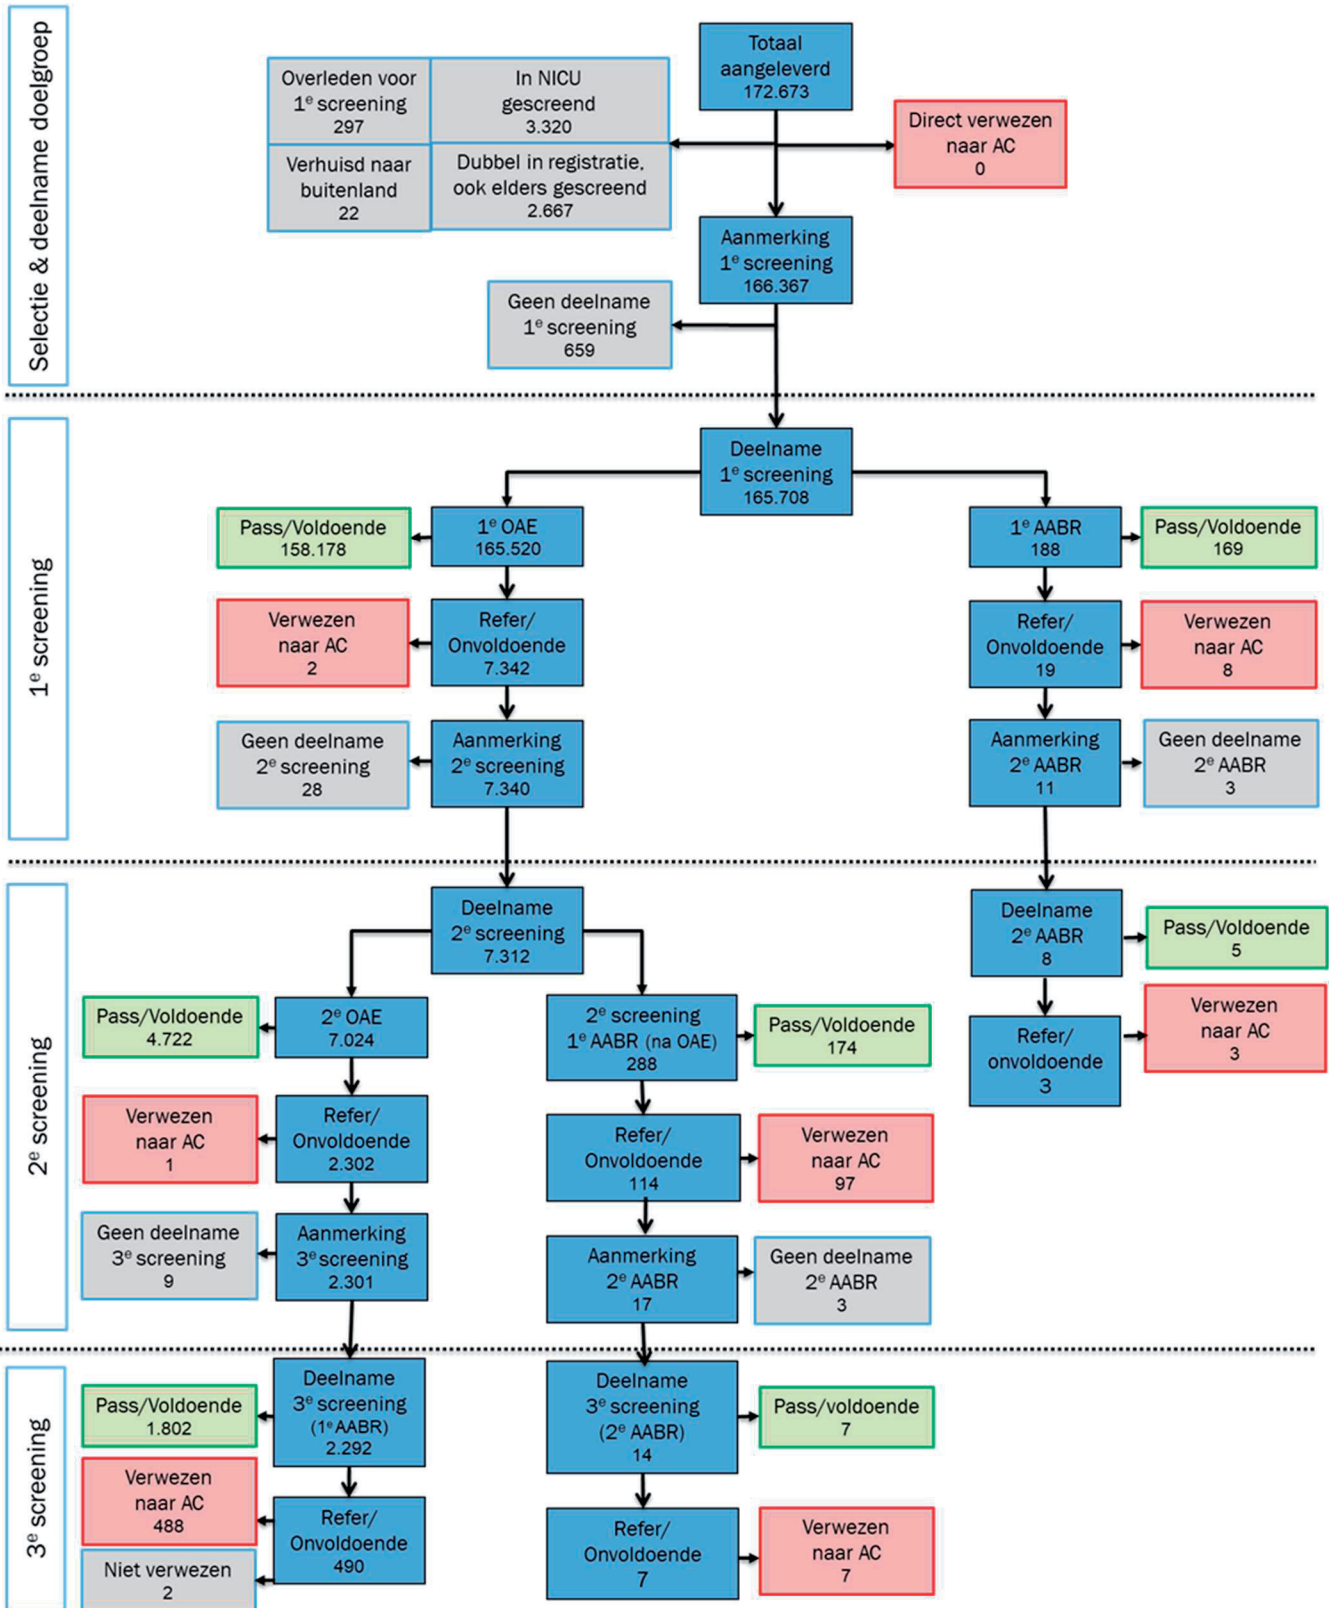 Selectie & deelname doelgroep
Totaal
aangeleverd
172.673
Overleden voor
1e screening
297
In NICU
gescreend
3.320
Verhuisd naar
buitenland
22
Dubbel in registratie,
ook elders gescreend
2.667
Direct verwezen
naar AC
0
Aanmerking
1e screening
166.367
Geen deelname
1e screening
659
1e screening
Deelname
1e screening
165.708
Pass/Voldoende
158.178
1e OAE
165.520
1e AABR
188
Pass/Voldoende
169
Verwezen
naar AC
2
Refer/
Onvoldoende
7.342
Refer/
Onvoldoende
19
Verwezen
naar AC
8
Geen deelname
2e screening
28
Aanmerking
2e screening
7.340
Aanmerking
2e AABR
11
Geen deelname
2e AABR
3
2e screening
Deelname
2e screening
7.312
Deelname
2e AABR
8
Pass/Voldoende
5
Pass/Voldoende
4.722
2e OAE
7.024
2e screening
1e AABR (na OAE)
288
Pass/Voldoende
174
Refer/
onvoldoende
3
Verwezen
naar AC
3
Verwezen
naar AC
1
Refer/
Onvoldoende
2.302
Refer/
Onvoldoende
114
Verwezen
naar AC
97
Geen deelname
3e screening
9
Aanmerking
3e screening
2.301
Aanmerking
2e AABR
17
Geen deelname
2e AABR
3
3e screening
Pass/Voldoende
1.802
Deelname
3e screening
(1e AABR)
2.292
Deelname
3e screening
(2e AABR)
14
Pass/voldoende
7
Verwezen
naar AC
488
Refer/
Onvoldoende
490
Niet verwezen
2
Refer/
Onvoldoende
7
Verwezen
naar AC
7